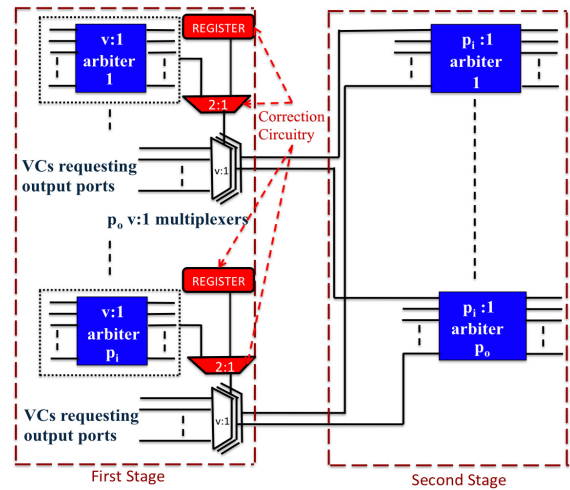 v:1
arbiter
1
REGISTER
2:1
Correction
Circuitry
VCs requesting
output ports
v:1
pₒ v:1 multiplexers
REGISTER
v:1
arbiter
pᵢ
2:1
VCs requesting
output ports
v:1
First Stage
pᵢ :1
arbiter
1
pᵢ :1
arbiter
pₒ
Second Stage